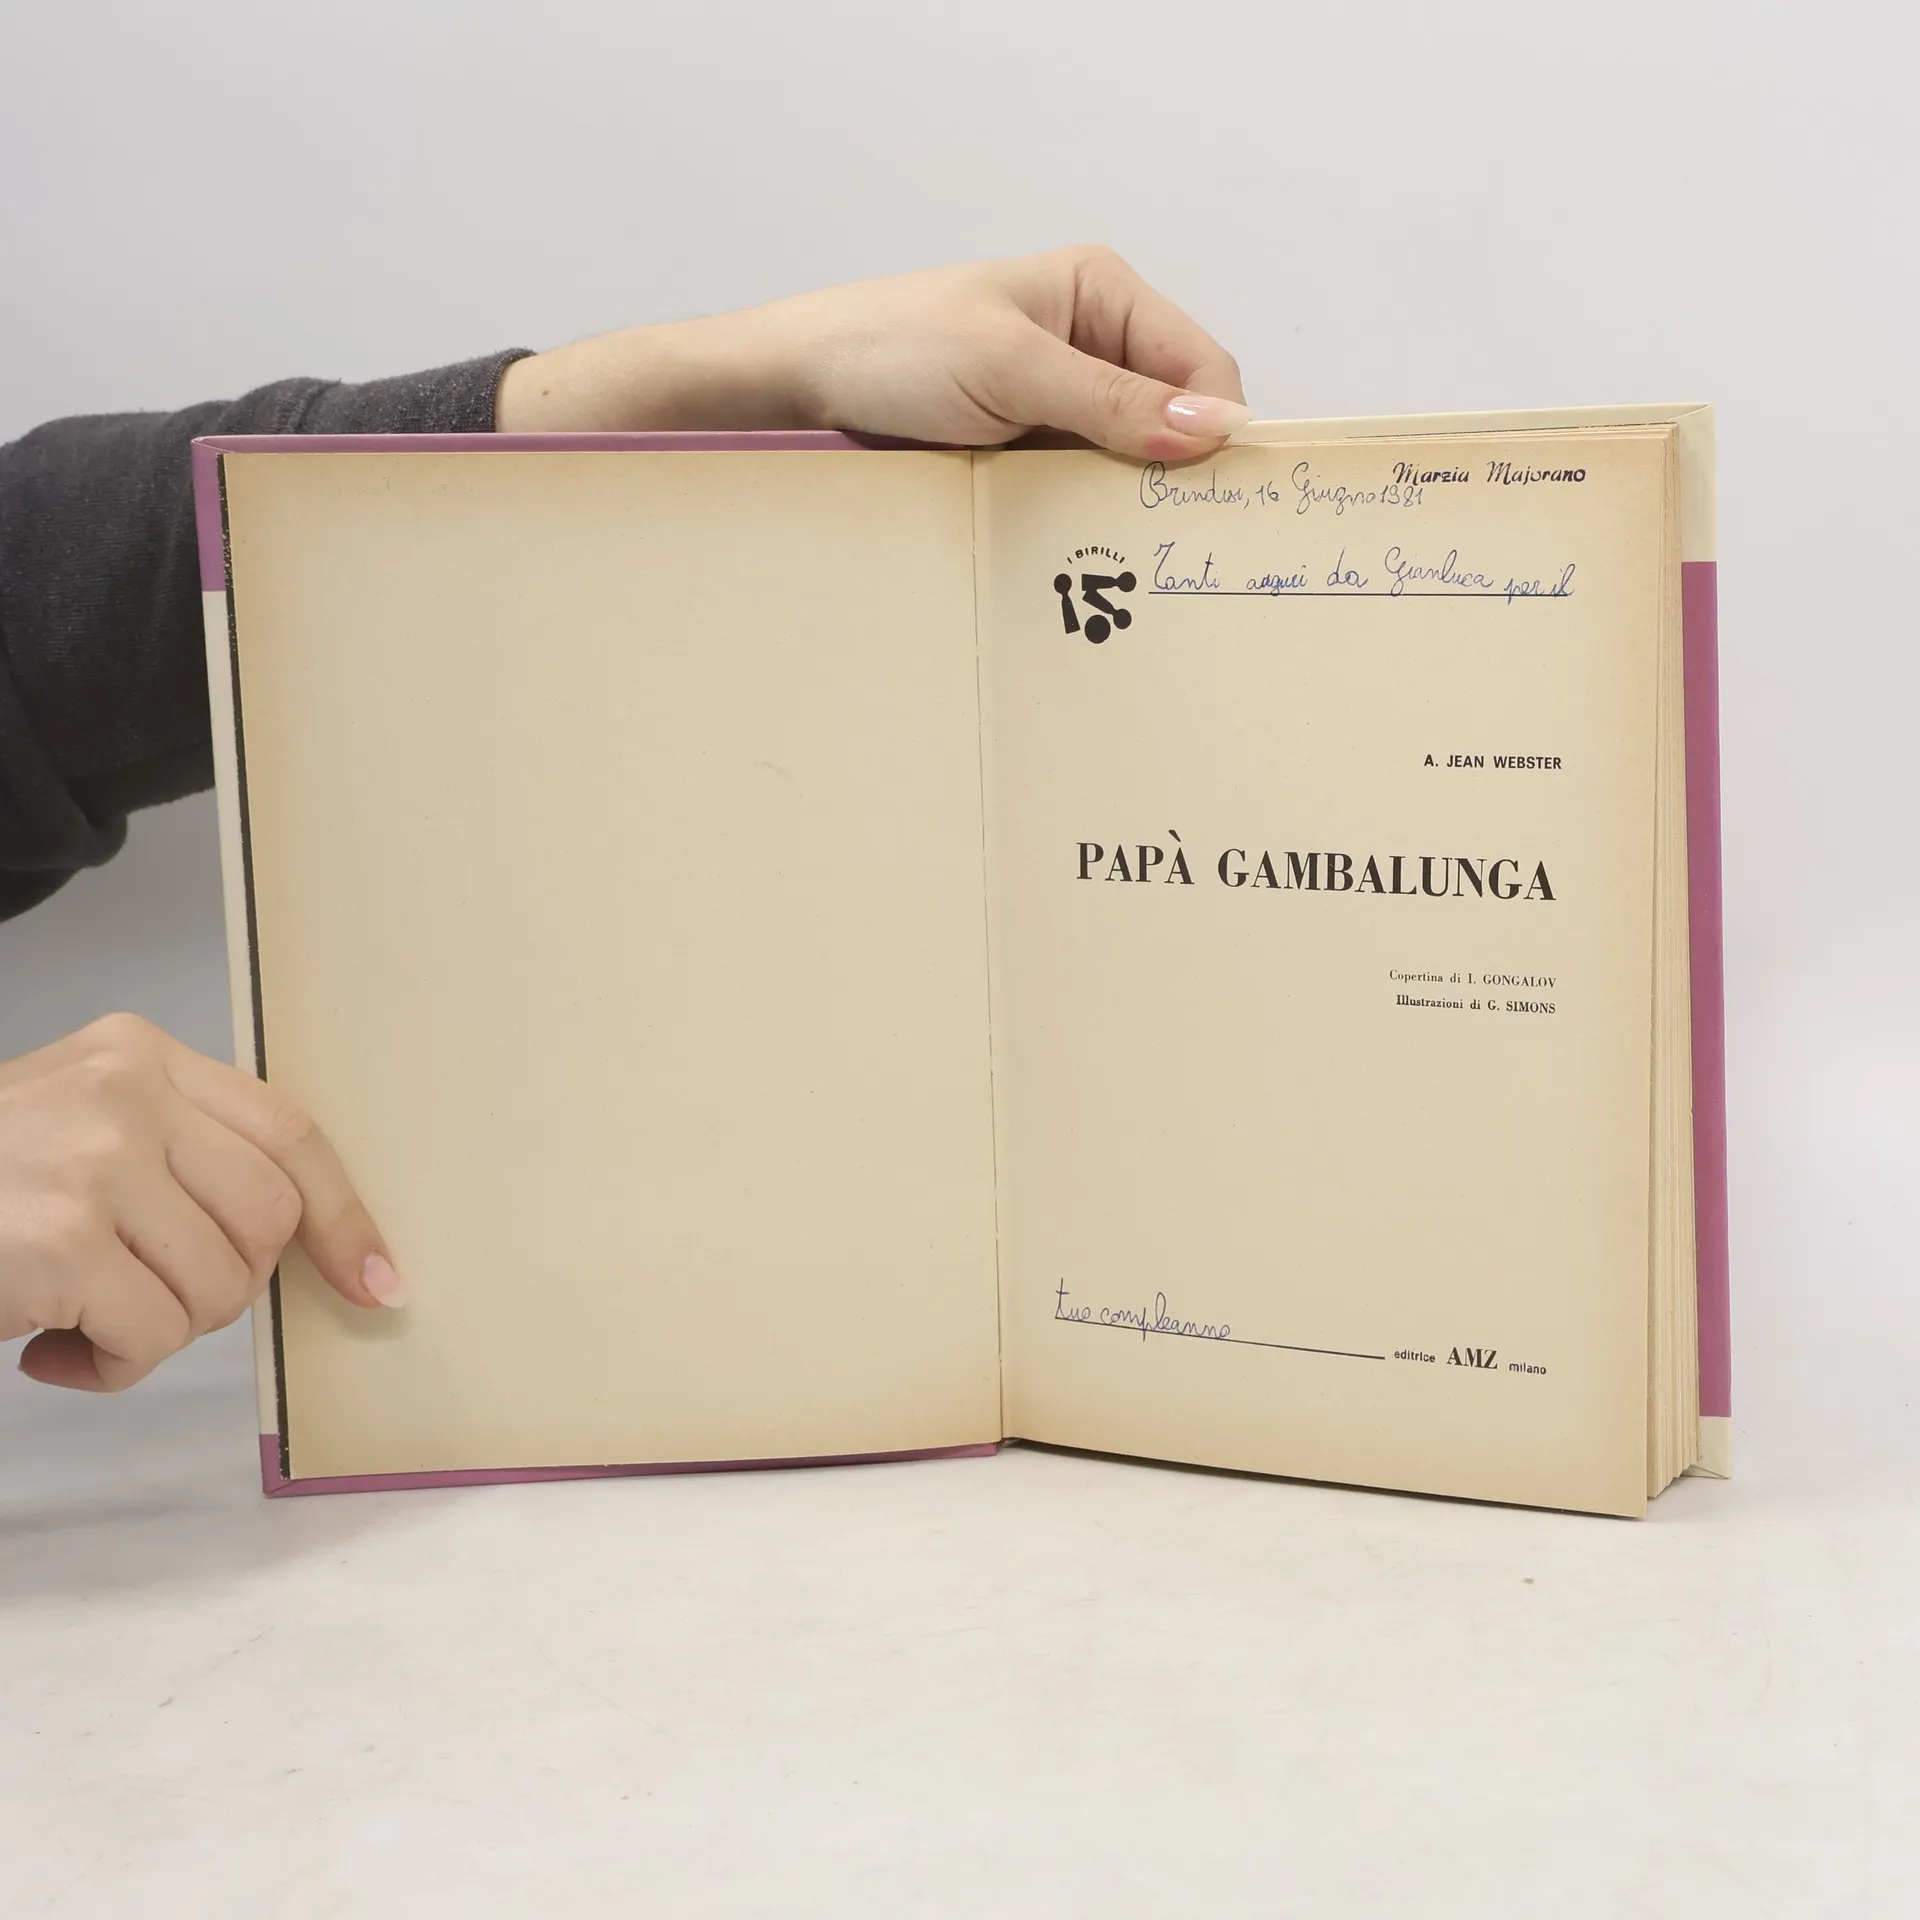 Marzia Majorano
Brindisi, 16 Giugno 1981
I BIRILLI
Tanti auguri da Gianluca per il
A. JEAN WEBSTER
PAPÀ GAMBALUNGA
Copertina di I. GONGALOV
Illustrazioni di G. SIMONS
tuo compleanno
editrice AMZ milano